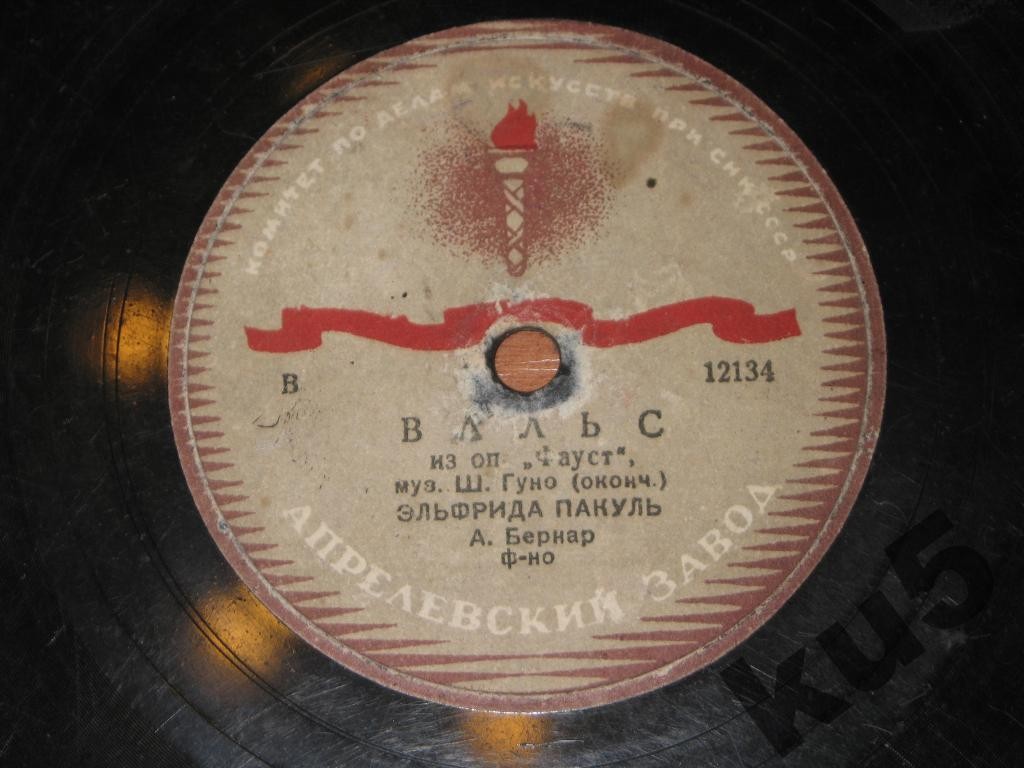 КОМИТЕТ ПО ДЕЛАМ ИСКУССТВ ПРИ СНК СССР
В
12134
ВАЛЬС
из оп. „Фауст“,
муз. Ш. Гуно (оконч.)
ЭЛЬФРИДА ПАКУЛЬ
А. Бернар
ф-но
АПРЕЛЕВСКИЙ ЗАВОД
ku5